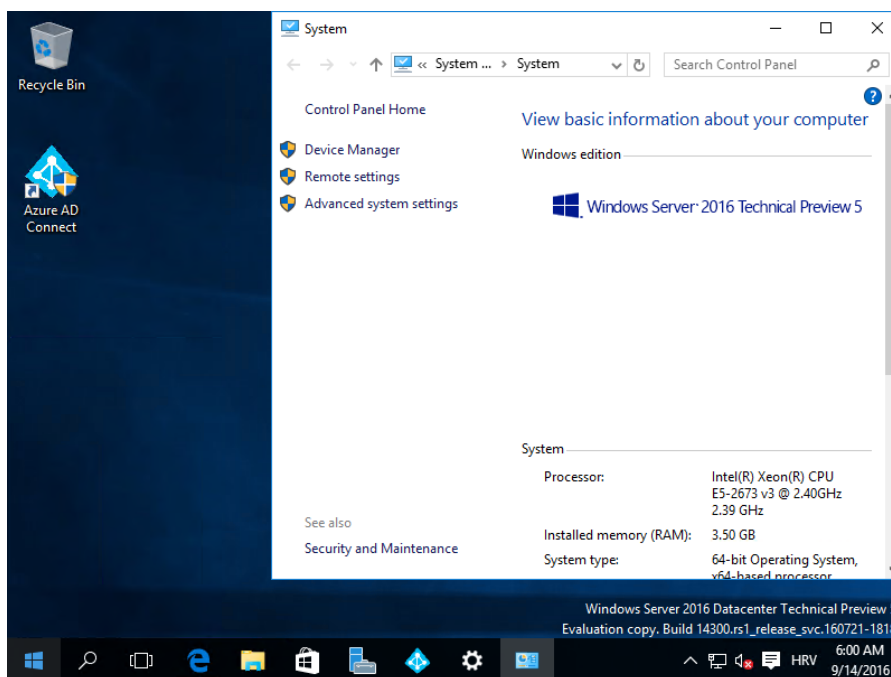 Recycle Bin
Azure AD
Connect
System
« System ... › System
Search Control Panel
?
Control Panel Home
Device Manager
Remote settings
Advanced system settings
See also
Security and Maintenance
View basic information about your computer
Windows edition
Windows Server® 2016 Technical Preview 5
System
Processor: Intel(R) Xeon(R) CPU
E5-2673 v3 @ 2.40GHz
2.39 GHz
Installed memory (RAM): 3.50 GB
System type: 64-bit Operating System,
x64-based processor
Windows Server 2016 Datacenter Technical Preview
Evaluation copy. Build 14300.rs1_release_svc.160721-181
HRV
6:00 AM
9/14/2016